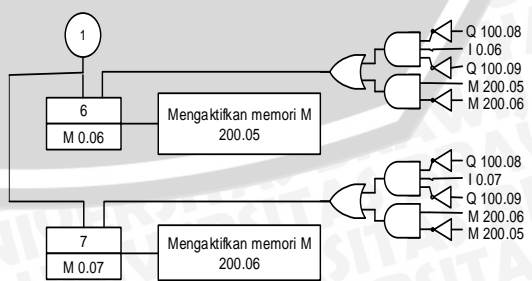 1
Q 100.08
I 0.06
Q 100.09
M 200.05
M 200.06
6
M 0.06
Mengaktifkan memori M
200.05
Q 100.08
I 0.07
Q 100.09
M 200.06
M 200.05
7
M 0.07
Mengaktifkan memori M
200.06